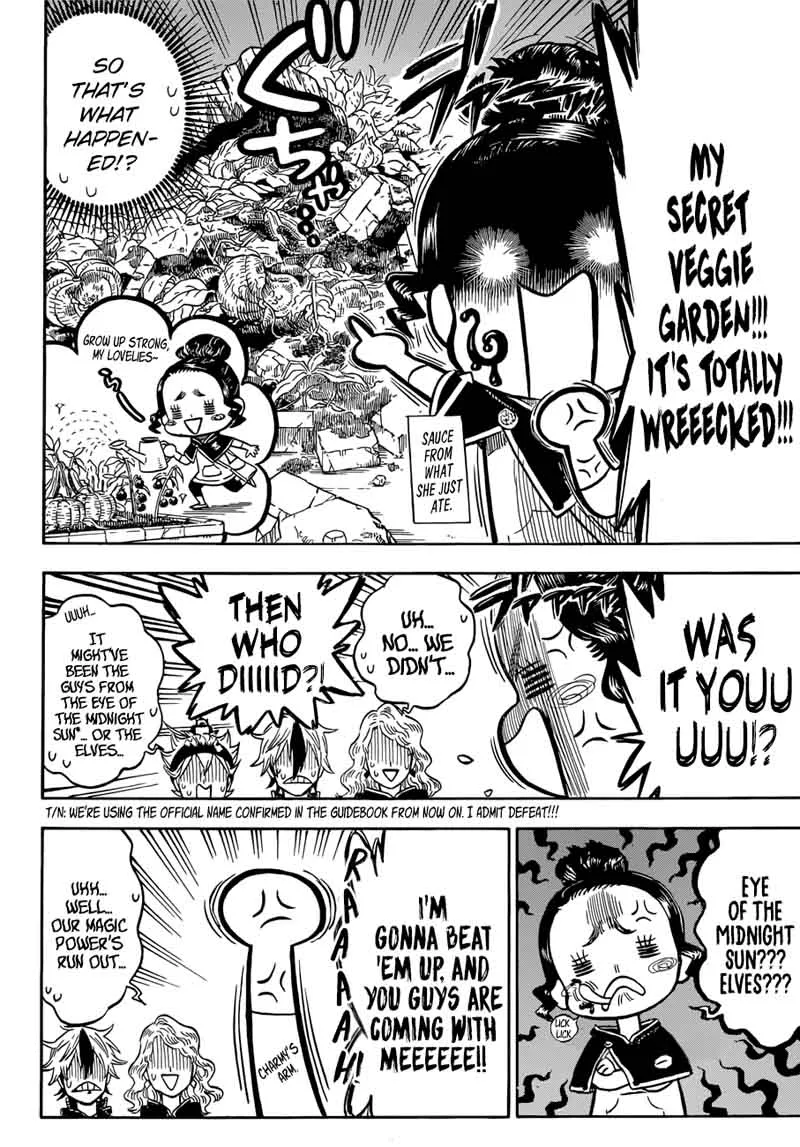 MY
SECRET
VEGGIE
GARDEN!!!
IT'S TOTALLY
WREEECKED!!!
SO
THAT'S
WHAT
HAPPEN-
ED!?
ぐちゃ…
GROW UP STRONG,
MY LOVELIES~
SAUCE FROM
WHAT
SHE JUST
ATE.
WAS
IT YOUU
UUU!?
UH...
NO... WE
DIDN'T...
THEN
WHO
DIIIIID?!
UUUH...
IT
MIGHT'VE
BEEN THE
GUYS FROM
THE EYE OF
THE MIDNIGHT
SUN*... OR THE
ELVES...
T/N: WE'RE USING THE OFFICIAL NAME CONFIRMED IN THE GUIDEBOOK FROM NOW ON. I ADMIT DEFEAT!!!
EYE
OF THE
MIDNIGHT
SUN???
ELVES???
LICK
LICK
I'M
GONNA BEAT
'EM UP, AND
YOU GUYS ARE
COMING WITH
MEEEEEE!!
RAAAAH!
CHARMY'S
ARM.
UHH...
WELL...
OUR MAGIC
POWER'S
RUN OUT...